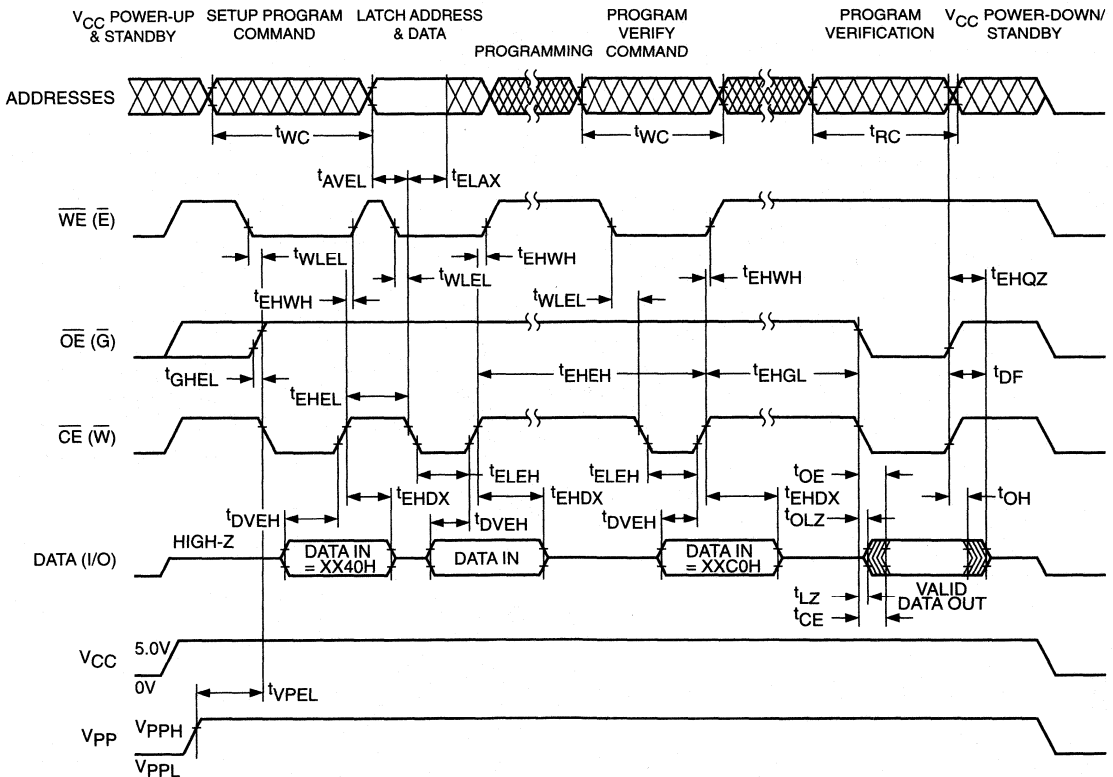 VCC POWER-UP & STANDBY
SETUP PROGRAM COMMAND
LATCH ADDRESS & DATA
PROGRAMMING
PROGRAM VERIFY COMMAND
PROGRAM VERIFICATION
VCC POWER-DOWN/ STANDBY
ADDRESSES
tWC
tWC
tRC
tAVEL
tELAX
WE (E)
tWLEL
tEHWH
tWLEL
tEHWH
tWLEL
tEHWH
tEHQZ
OE (G)
tGHEL
tEHEL
tEHEH
tEHGL
tDF
CE (W)
tELEH
tELEH
tOE
tEHDX
tEHDX
tEHDX
tOH
tDVEH
tDVEH
tDVEH
tOLZ
DATA (I/O)
HIGH-Z
DATA IN = XX40H
DATA IN
DATA IN = XXC0H
VALID DATA OUT
tLZ
tCE
VCC
5.0V
0V
tVPEL
VPP
VPPH
VPPL